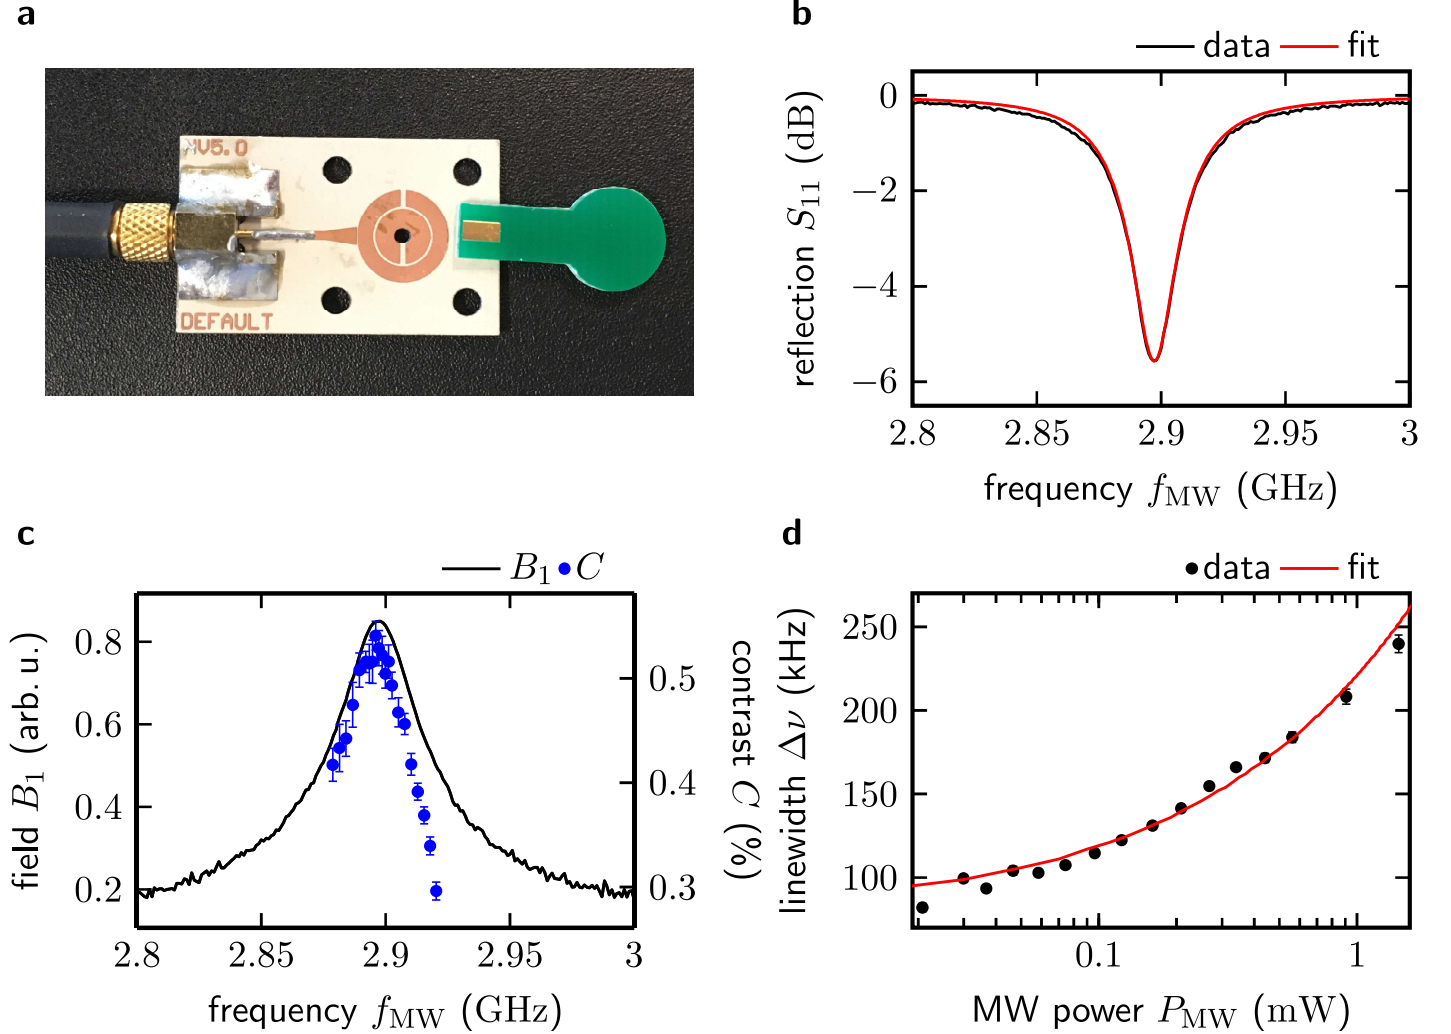 a
MV5.0
DEFAULT
b
data fit
reflection S₁₁ (dB)
0
−2
−4
−6
2.8 2.85 2.9 2.95 3
frequency f_MW (GHz)
c
B₁ C
field B₁ (arb. u.)
0.8
0.6
0.4
0.2
0.5
0.4
0.3
contrast C (%)
2.8 2.85 2.9 2.95 3
frequency f_MW (GHz)
d
data fit
linewidth Δν (kHz)
250
200
150
100
0.1 1
MW power P_MW (mW)